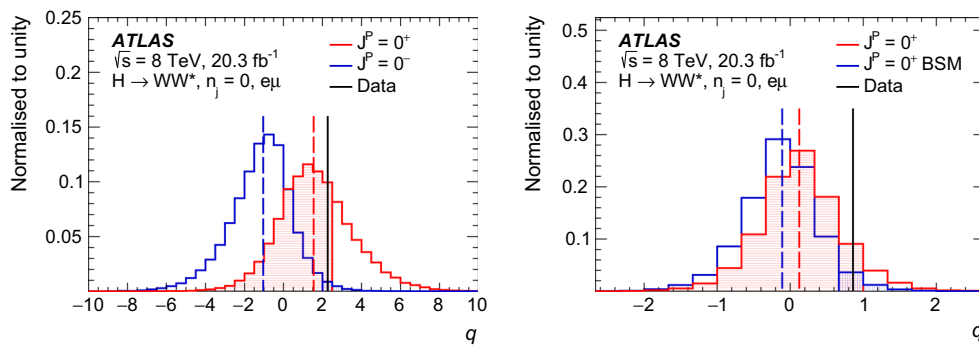 Normalised to unity
0.25
0.2
0.15
0.1
0.05
ATLAS
√s = 8 TeV, 20.3 fb⁻¹
H → WW*, nⱼ = 0, eμ
Jᴾ = 0⁺
Jᴾ = 0⁻
Data
−10 −8 −6 −4 −2 0 2 4 6 8 10
q
Normalised to unity
0.5
0.3
0.2
0.1
ATLAS
√s = 8 TeV, 20.3 fb⁻¹
H → WW*, nⱼ = 0, eμ
Jᴾ = 0⁺
Jᴾ = 0⁺ BSM
Data
−2 −1 0 1 2
q